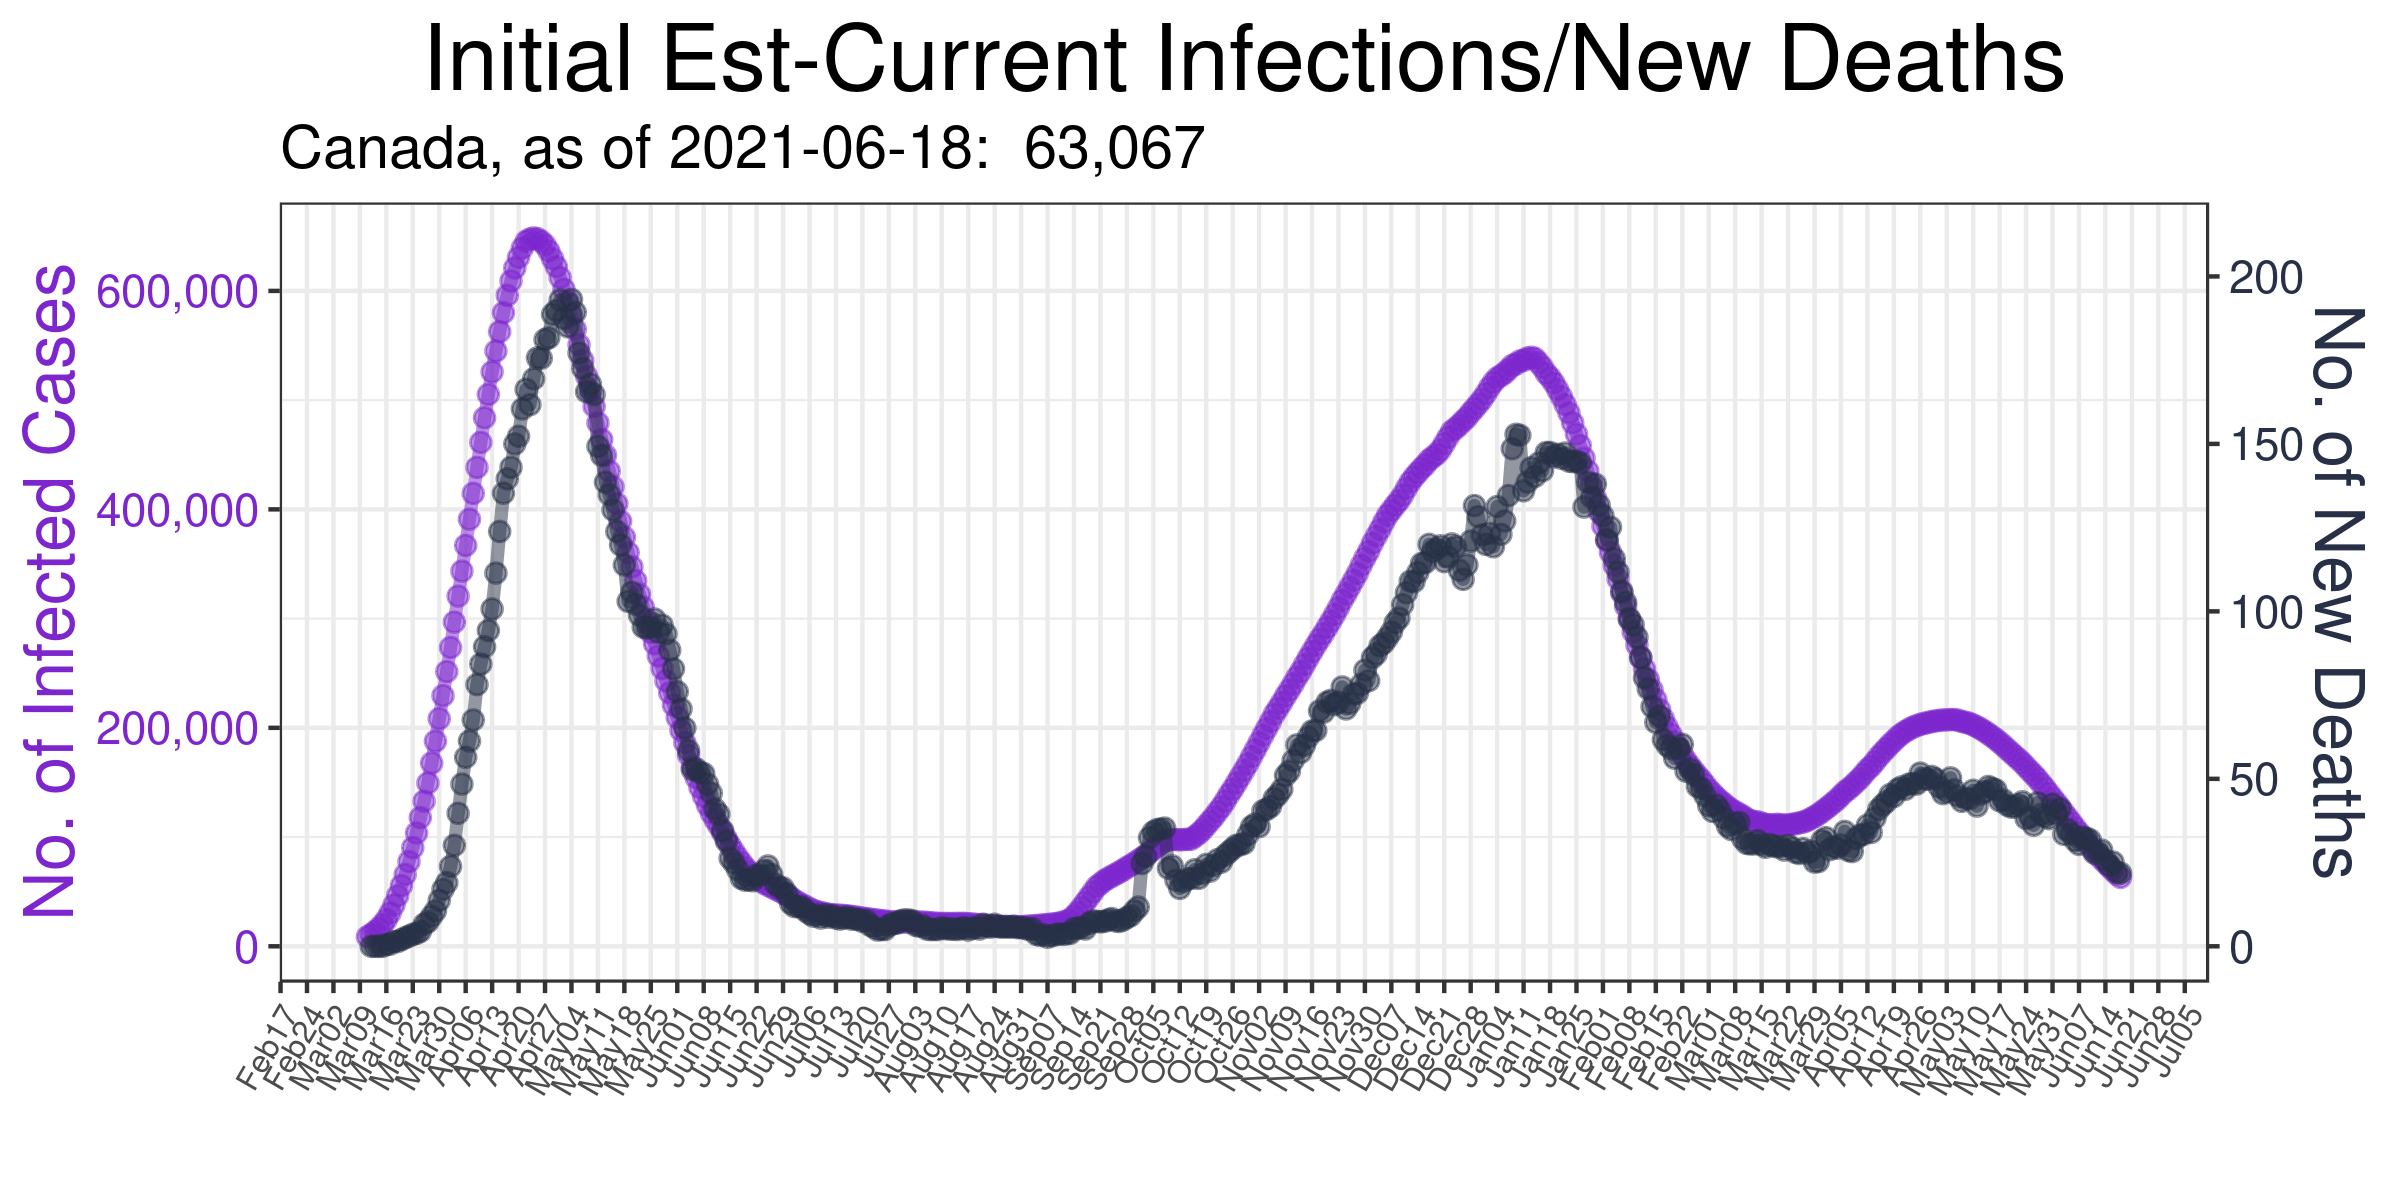 Initial Est-Current Infections/New Deaths
Canada, as of 2021-06-18:  63,067
No. of Infected Cases
600,000
400,000
200,000
0
200
150
100
50
0
No. of New Deaths
Feb17
Feb24
Mar02
Mar09
Mar16
Mar23
Mar30
Apr06
Apr13
Apr20
Apr27
May04
May11
May18
May25
Jun01
Jun08
Jun15
Jun22
Jun29
Jul06
Jul13
Jul20
Jul27
Aug03
Aug10
Aug17
Aug24
Aug31
Sep07
Sep14
Sep21
Sep28
Oct05
Oct12
Oct19
Oct26
Nov02
Nov09
Nov16
Nov23
Nov30
Dec07
Dec14
Dec21
Dec28
Jan04
Jan11
Jan18
Jan25
Feb01
Feb08
Feb15
Feb22
Mar01
Mar08
Mar15
Mar22
Mar29
Apr05
Apr12
Apr19
Apr26
May03
May10
May17
May24
May31
Jun07
Jun14
Jun21
Jun28
Jul05